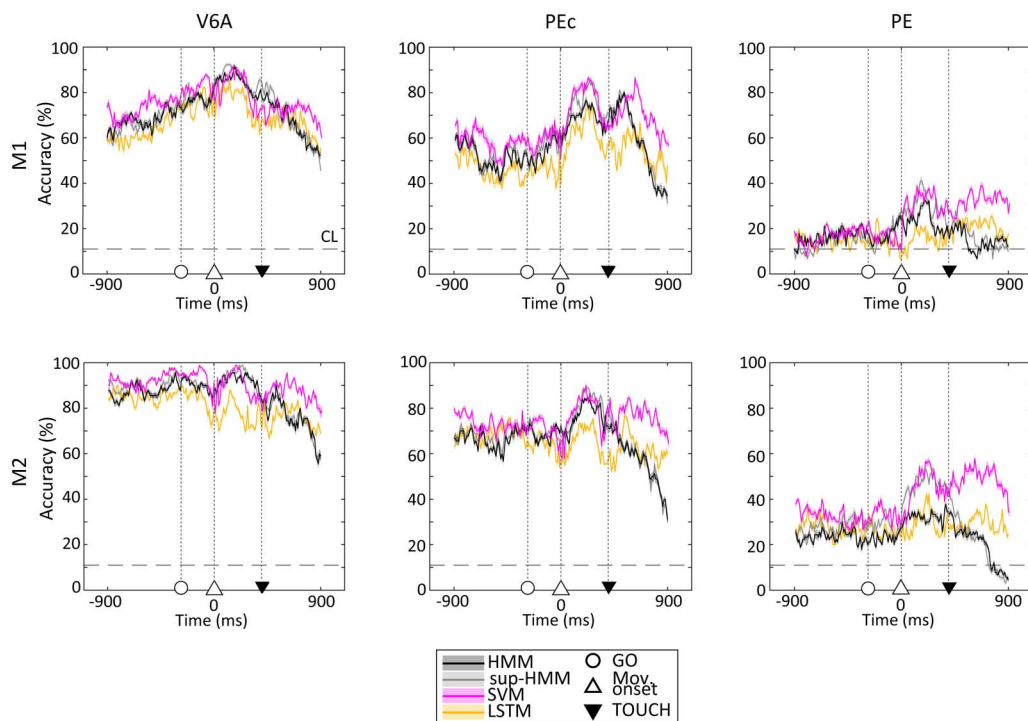 V6A PEc PE
M1
Accuracy (%)
100 100 100
80 80 80
60 60 60
40 40 40
20 20 20
CL
0 0 0
-900 0 900 -900 0 900 -900 0 900
Time (ms) Time (ms) Time (ms)
M2
Accuracy (%)
100 100 100
80 80 80
60 60 60
40 40 40
20 20 20
0 0 0
-900 0 900 -900 0 900 -900 0 900
Time (ms) Time (ms) Time (ms)
HMM GO
sup-HMM Mov.
SVM onset
LSTM TOUCH